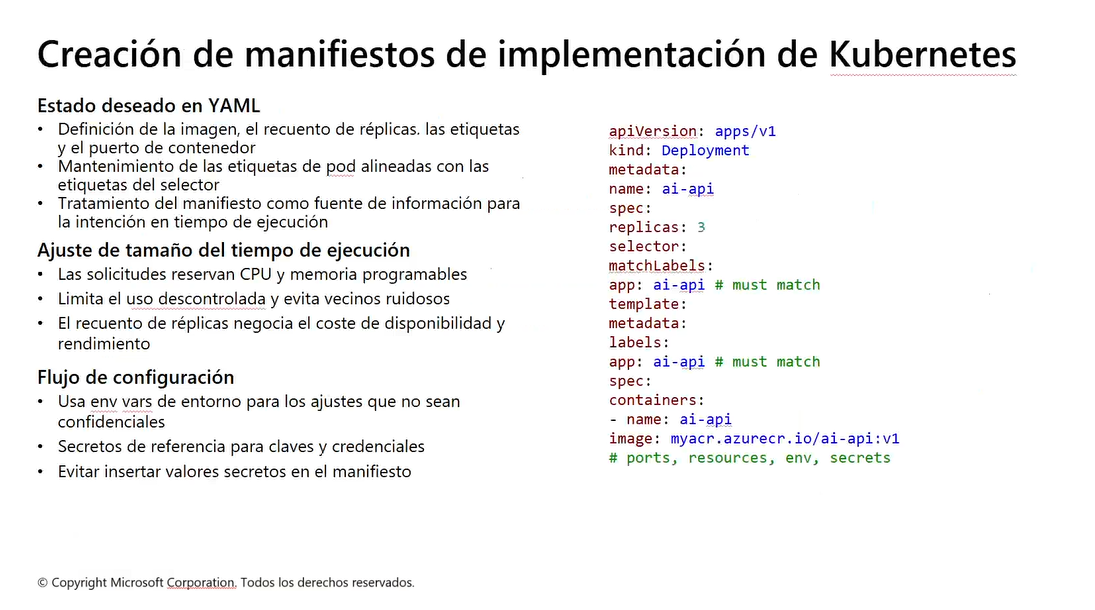 Creación de manifiestos de implementación de Kubernetes
Estado deseado en YAML
• Definición de la imagen, el recuento de réplicas. las etiquetas
y el puerto de contenedor
• Mantenimiento de las etiquetas de pod alineadas con las
etiquetas del selector
• Tratamiento del manifiesto como fuente de información para
la intención en tiempo de ejecución
Ajuste de tamaño del tiempo de ejecución
• Las solicitudes reservan CPU y memoria programables
• Limita el uso descontrolada y evita vecinos ruidosos
• El recuento de réplicas negocia el coste de disponibilidad y
rendimiento
Flujo de configuración
• Usa env vars de entorno para los ajustes que no sean
confidenciales
• Secretos de referencia para claves y credenciales
• Evitar insertar valores secretos en el manifiesto
apiVersion: apps/v1
kind: Deployment
metadata:
name: ai-api
spec:
replicas: 3
selector:
matchLabels:
app: ai-api # must match
template:
metadata:
labels:
app: ai-api # must match
spec:
containers:
- name: ai-api
image: myacr.azurecr.io/ai-api:v1
# ports, resources, env, secrets
© Copyright Microsoft Corporation. Todos los derechos reservados.